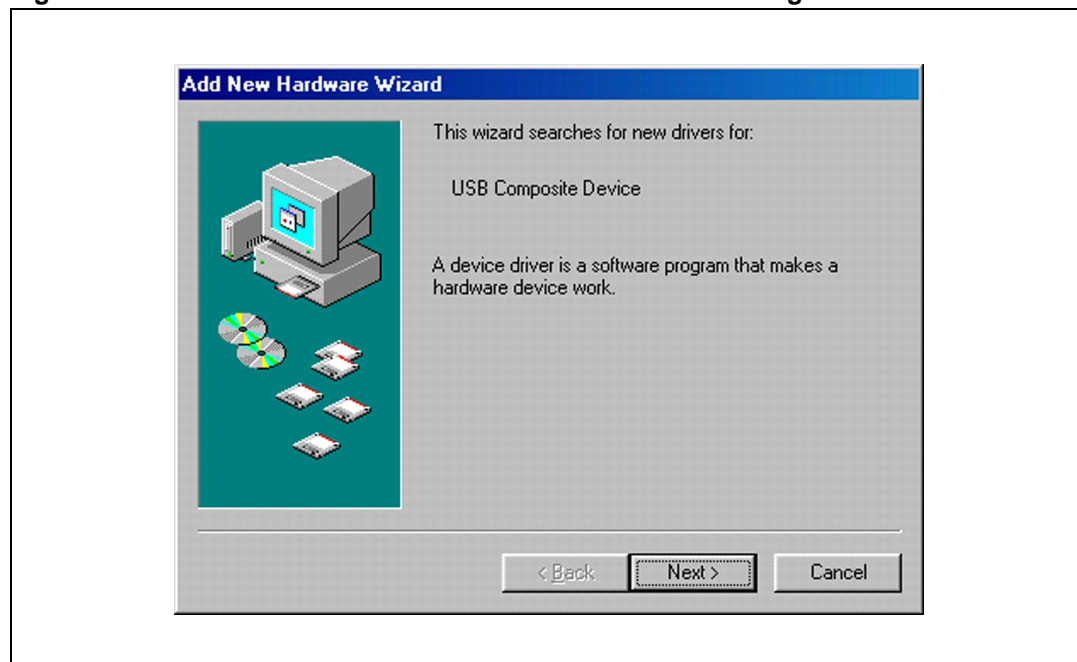 Add New Hardware Wizard
This wizard searches for new drivers for:
USB Composite Device
A device driver is a software program that makes a
hardware device work.
< Back
Next >
Cancel